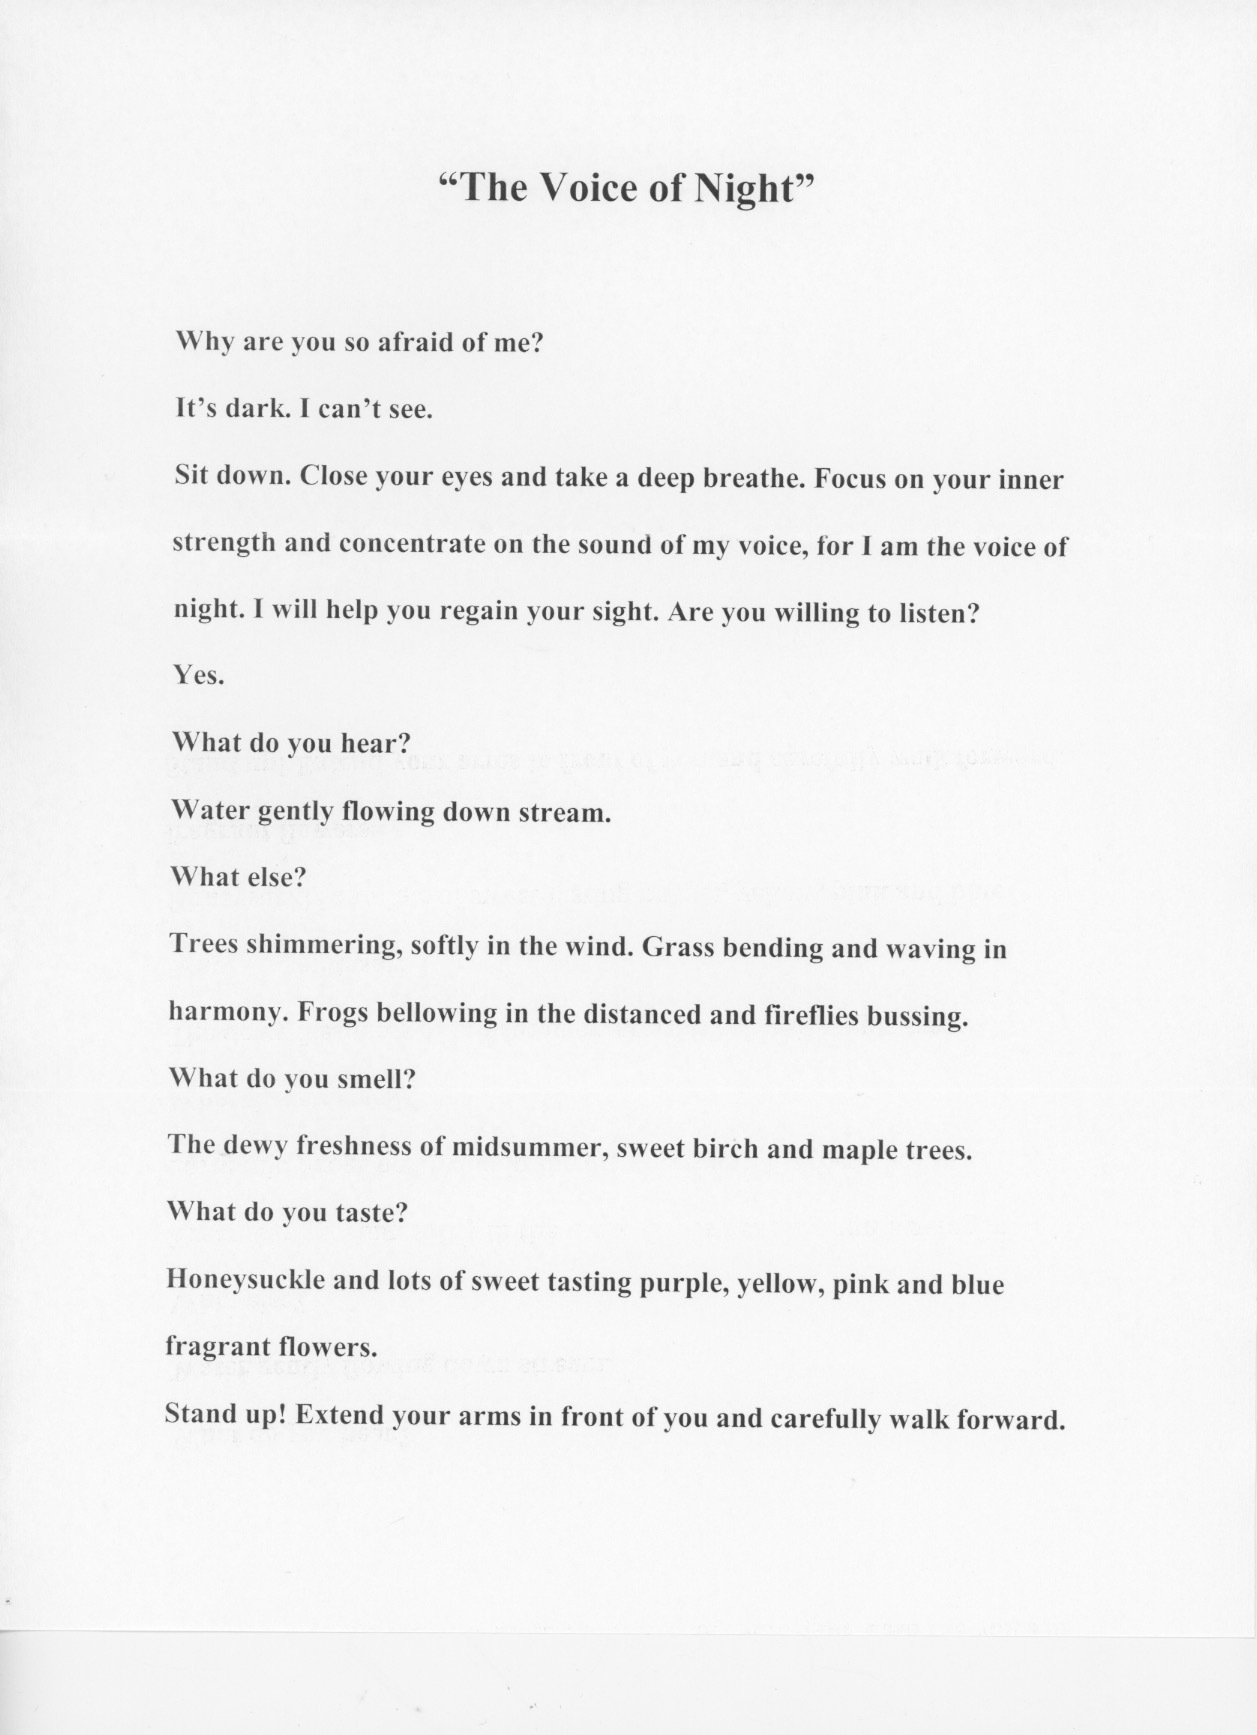 “The Voice of Night”
Why are you so afraid of me?
It’s dark. I can’t see.
Sit down. Close your eyes and take a deep breathe. Focus on your inner
strength and concentrate on the sound of my voice, for I am the voice of
night. I will help you regain your sight. Are you willing to listen?
Yes.
What do you hear?
Water gently flowing down stream.
What else?
Trees shimmering, softly in the wind. Grass bending and waving in
harmony. Frogs bellowing in the distanced and fireflies bussing.
What do you smell?
The dewy freshness of midsummer, sweet birch and maple trees.
What do you taste?
Honeysuckle and lots of sweet tasting purple, yellow, pink and blue
fragrant flowers.
Stand up! Extend your arms in front of you and carefully walk forward.